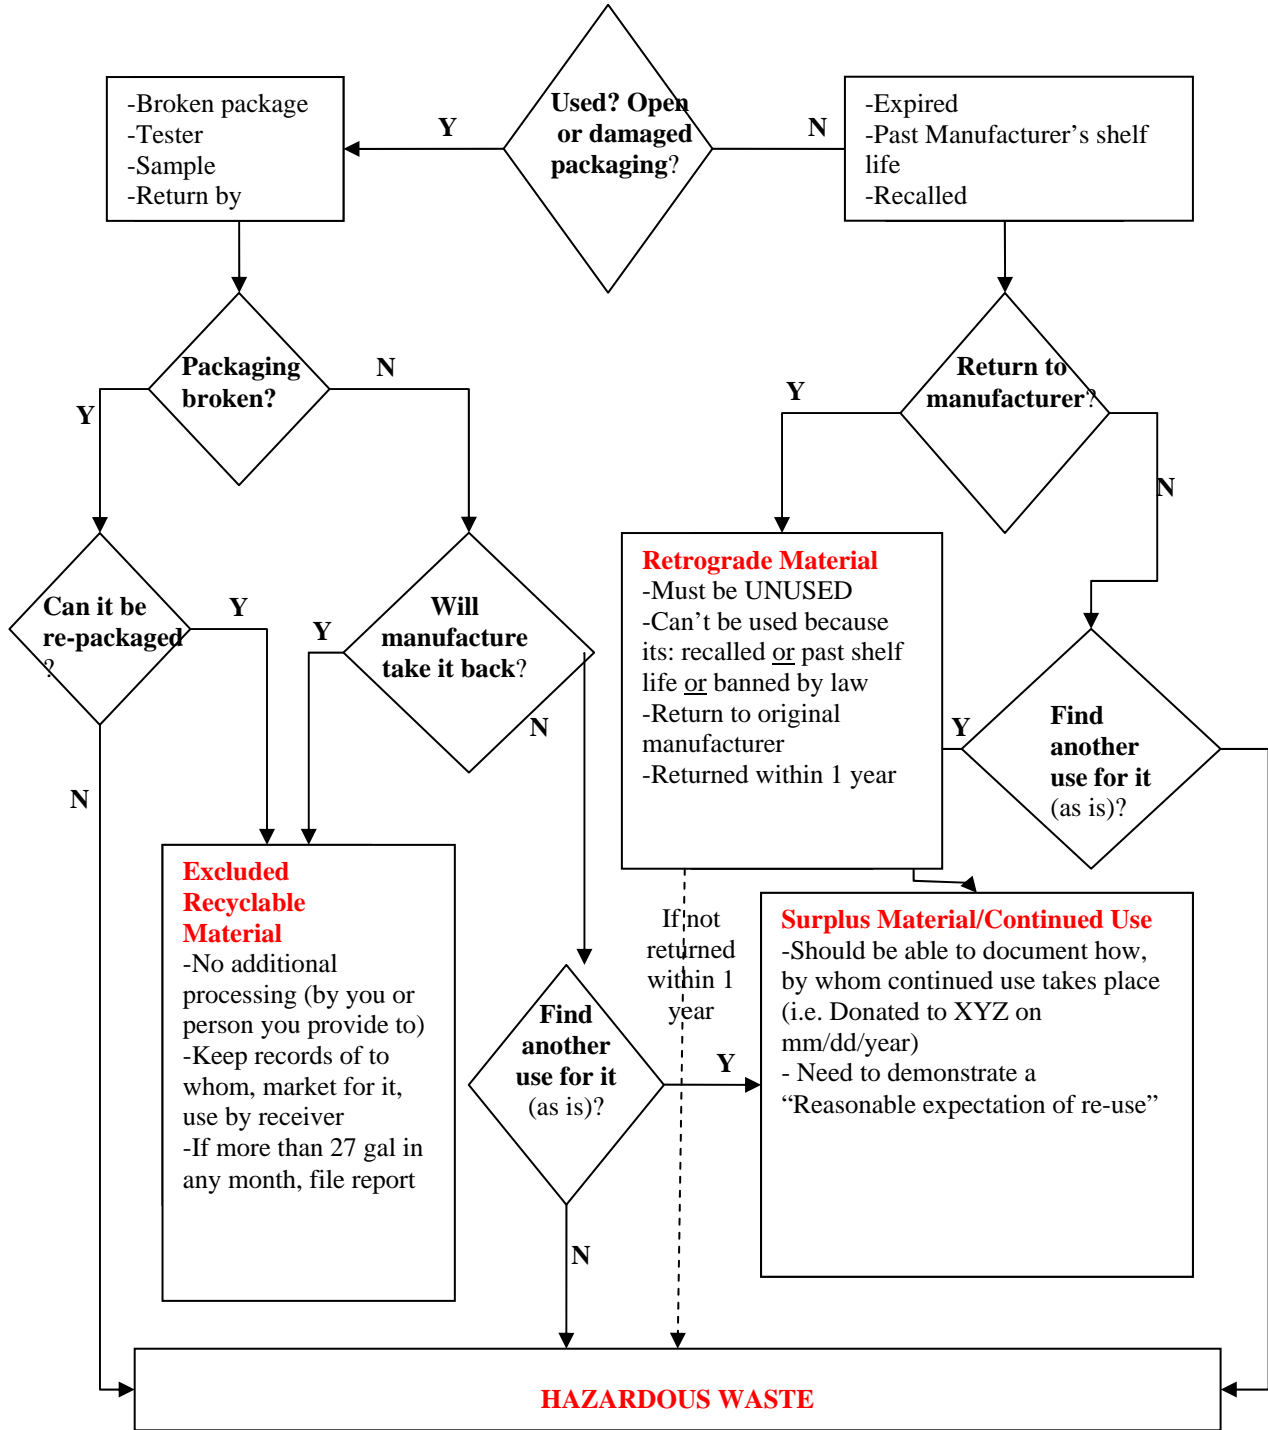 Used? Open
or damaged
packaging?
Y
N
-Broken package
-Tester
-Sample
-Return by
-Expired
-Past Manufacturer's shelf
life
-Recalled
Packaging
broken?
Y
N
Return to
manufacturer?
Y
N
Can it be
re-packaged
?
Y
N
Will
manufacture
take it back?
Y
N
Retrograde Material
-Must be UNUSED
-Can't be used because
its: recalled or past shelf
life or banned by law
-Return to original
manufacturer
-Returned within 1 year
Find
another
use for it
(as is)?
Y
Excluded
Recyclable
Material
-No additional
processing (by you or
person you provide to)
-Keep records of to
whom, market for it,
use by receiver
-If more than 27 gal in
any month, file report
Find
another
use for it
(as is)?
Y
N
If not
returned
within 1
year
Surplus Material/Continued Use
-Should be able to document how,
by whom continued use takes place
(i.e. Donated to XYZ on
mm/dd/year)
- Need to demonstrate a
“Reasonable expectation of re-use”
HAZARDOUS WASTE